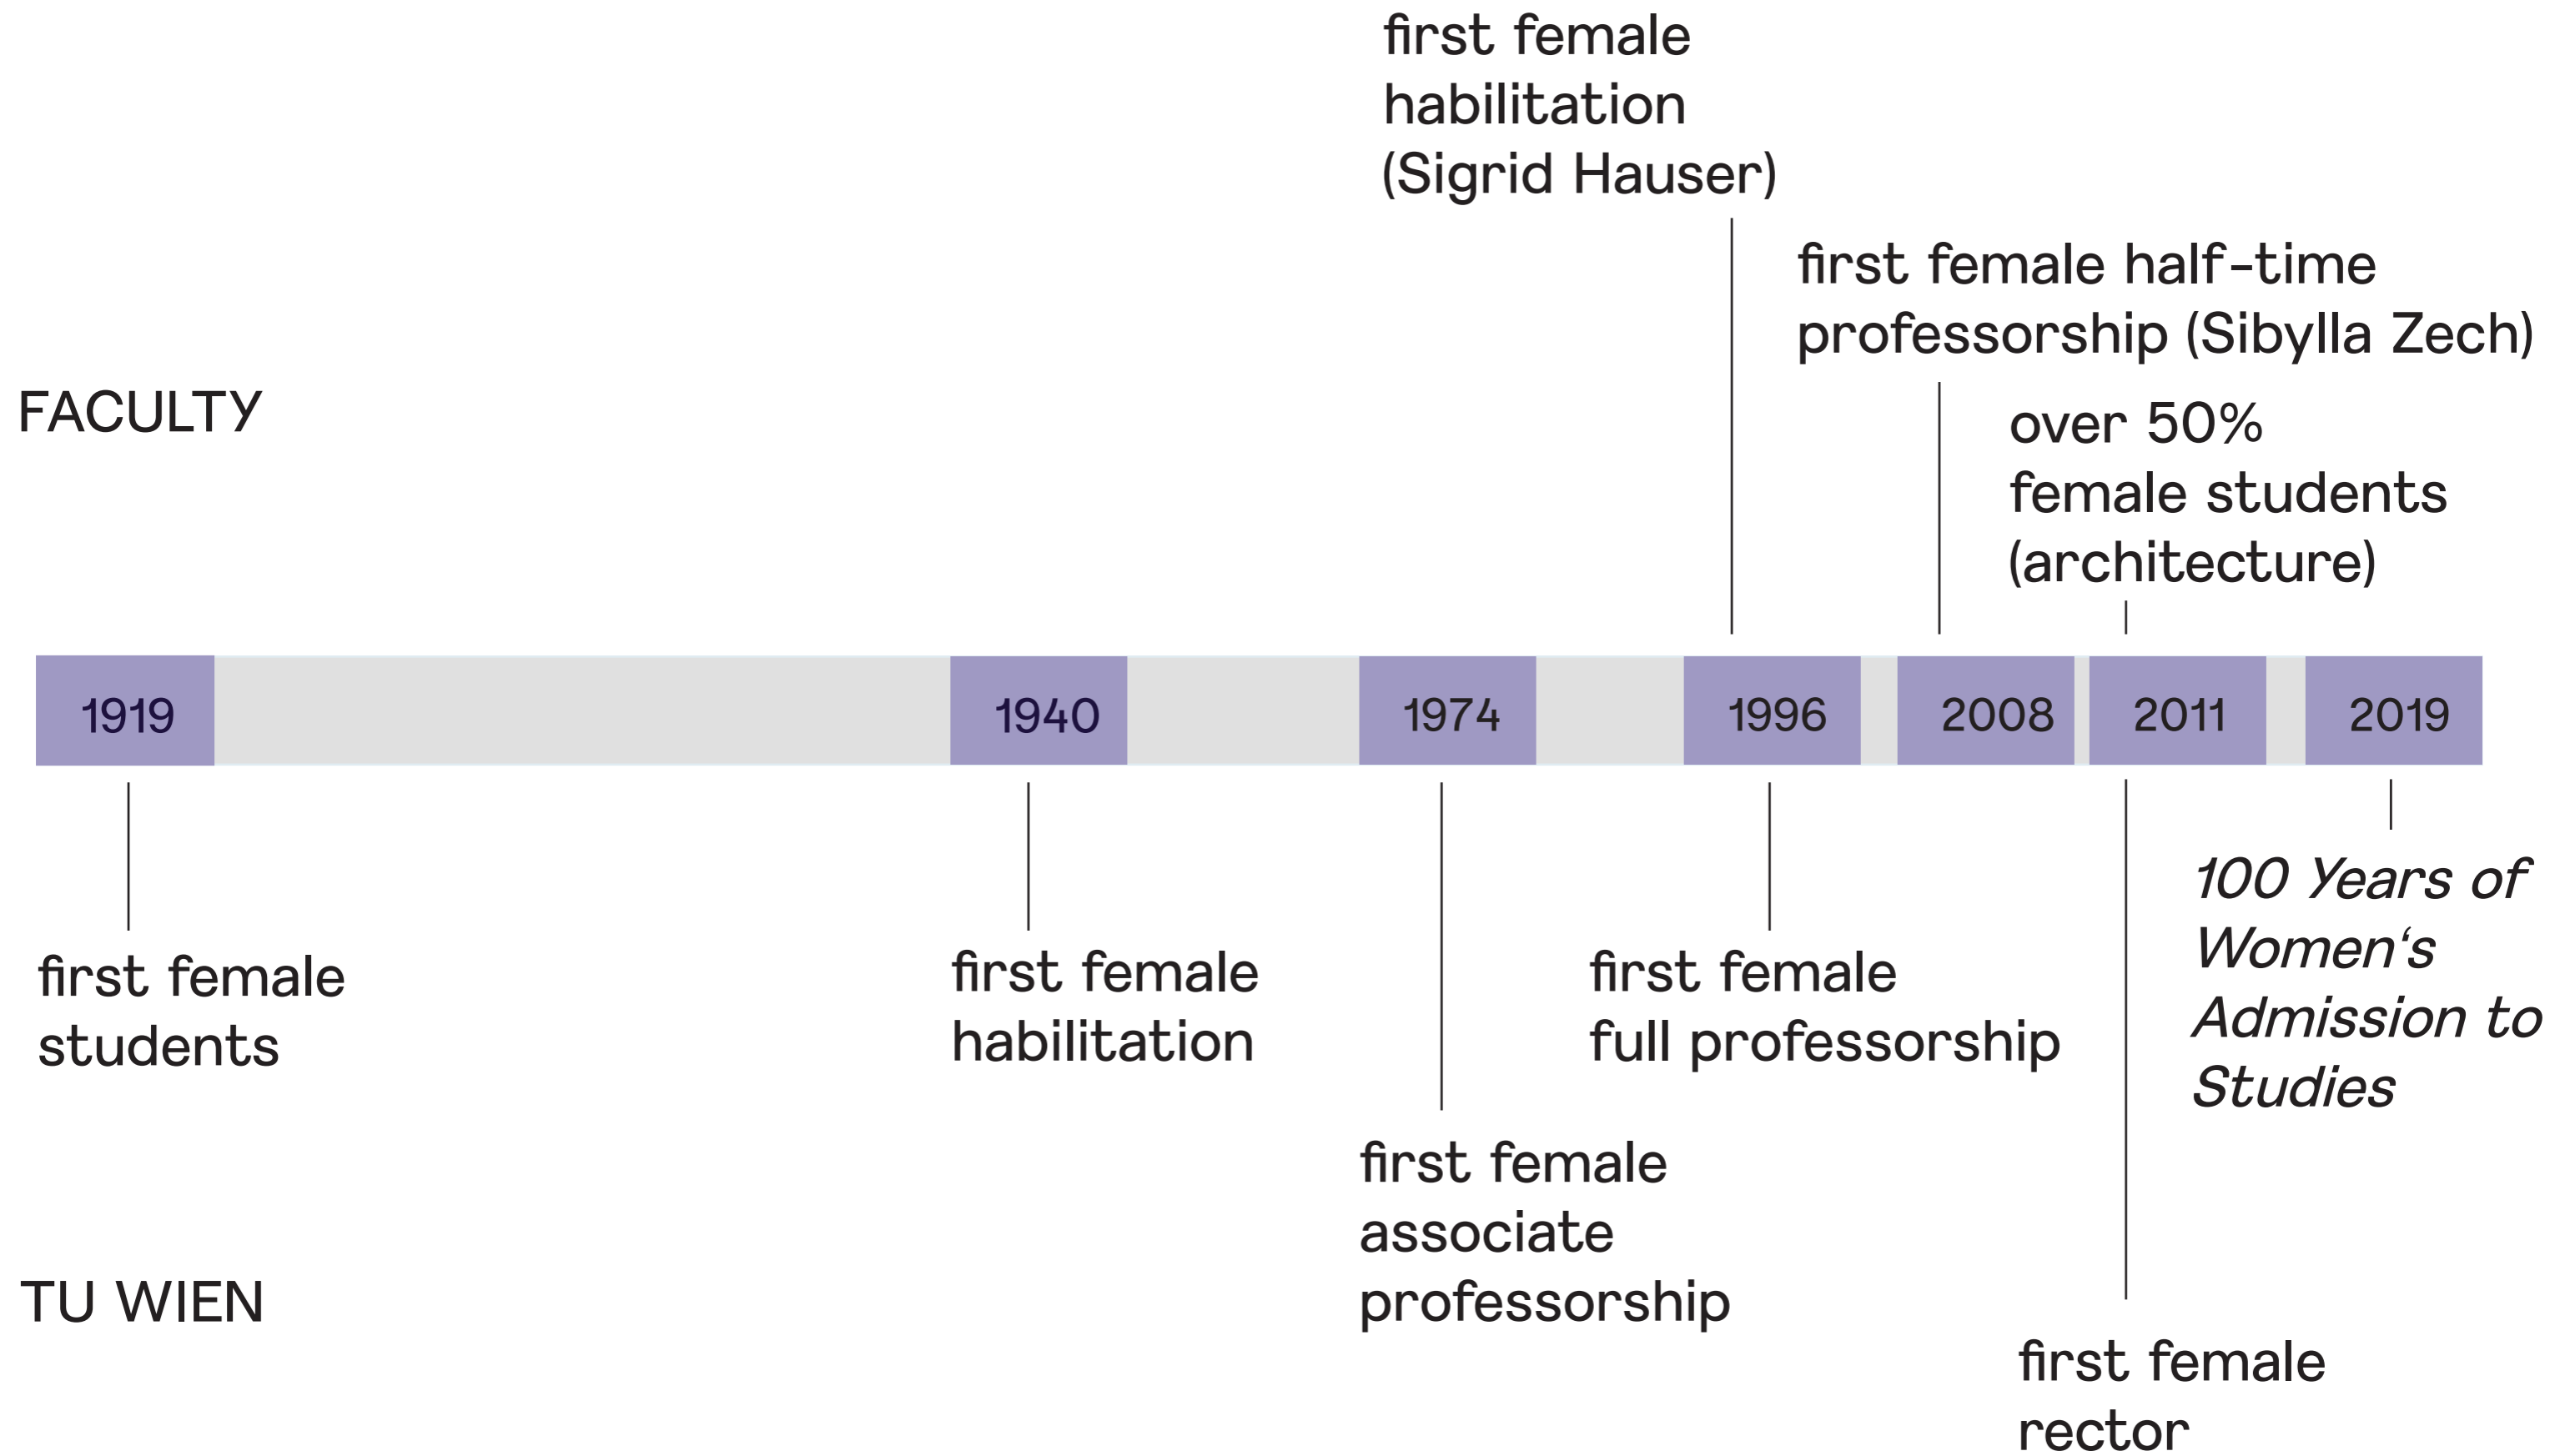 first female
habilitation
(Sigrid Hauser)
first female half-time
professorship (Sibylla Zech)
FACULTY
over 50%
female students
(architecture)
1919
1940
1974
1996
2008
2011
2019
first female
students
first female
habilitation
first female
associate
professorship
first female
full professorship
100 Years of
Women‘s
Admission to
Studies
TU WIEN
first female
rector